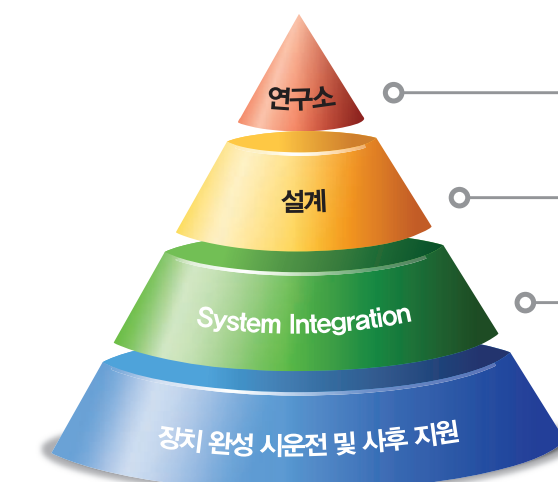 연구소
설계
System Integration
장치 완성 시운전 및 사후 지원